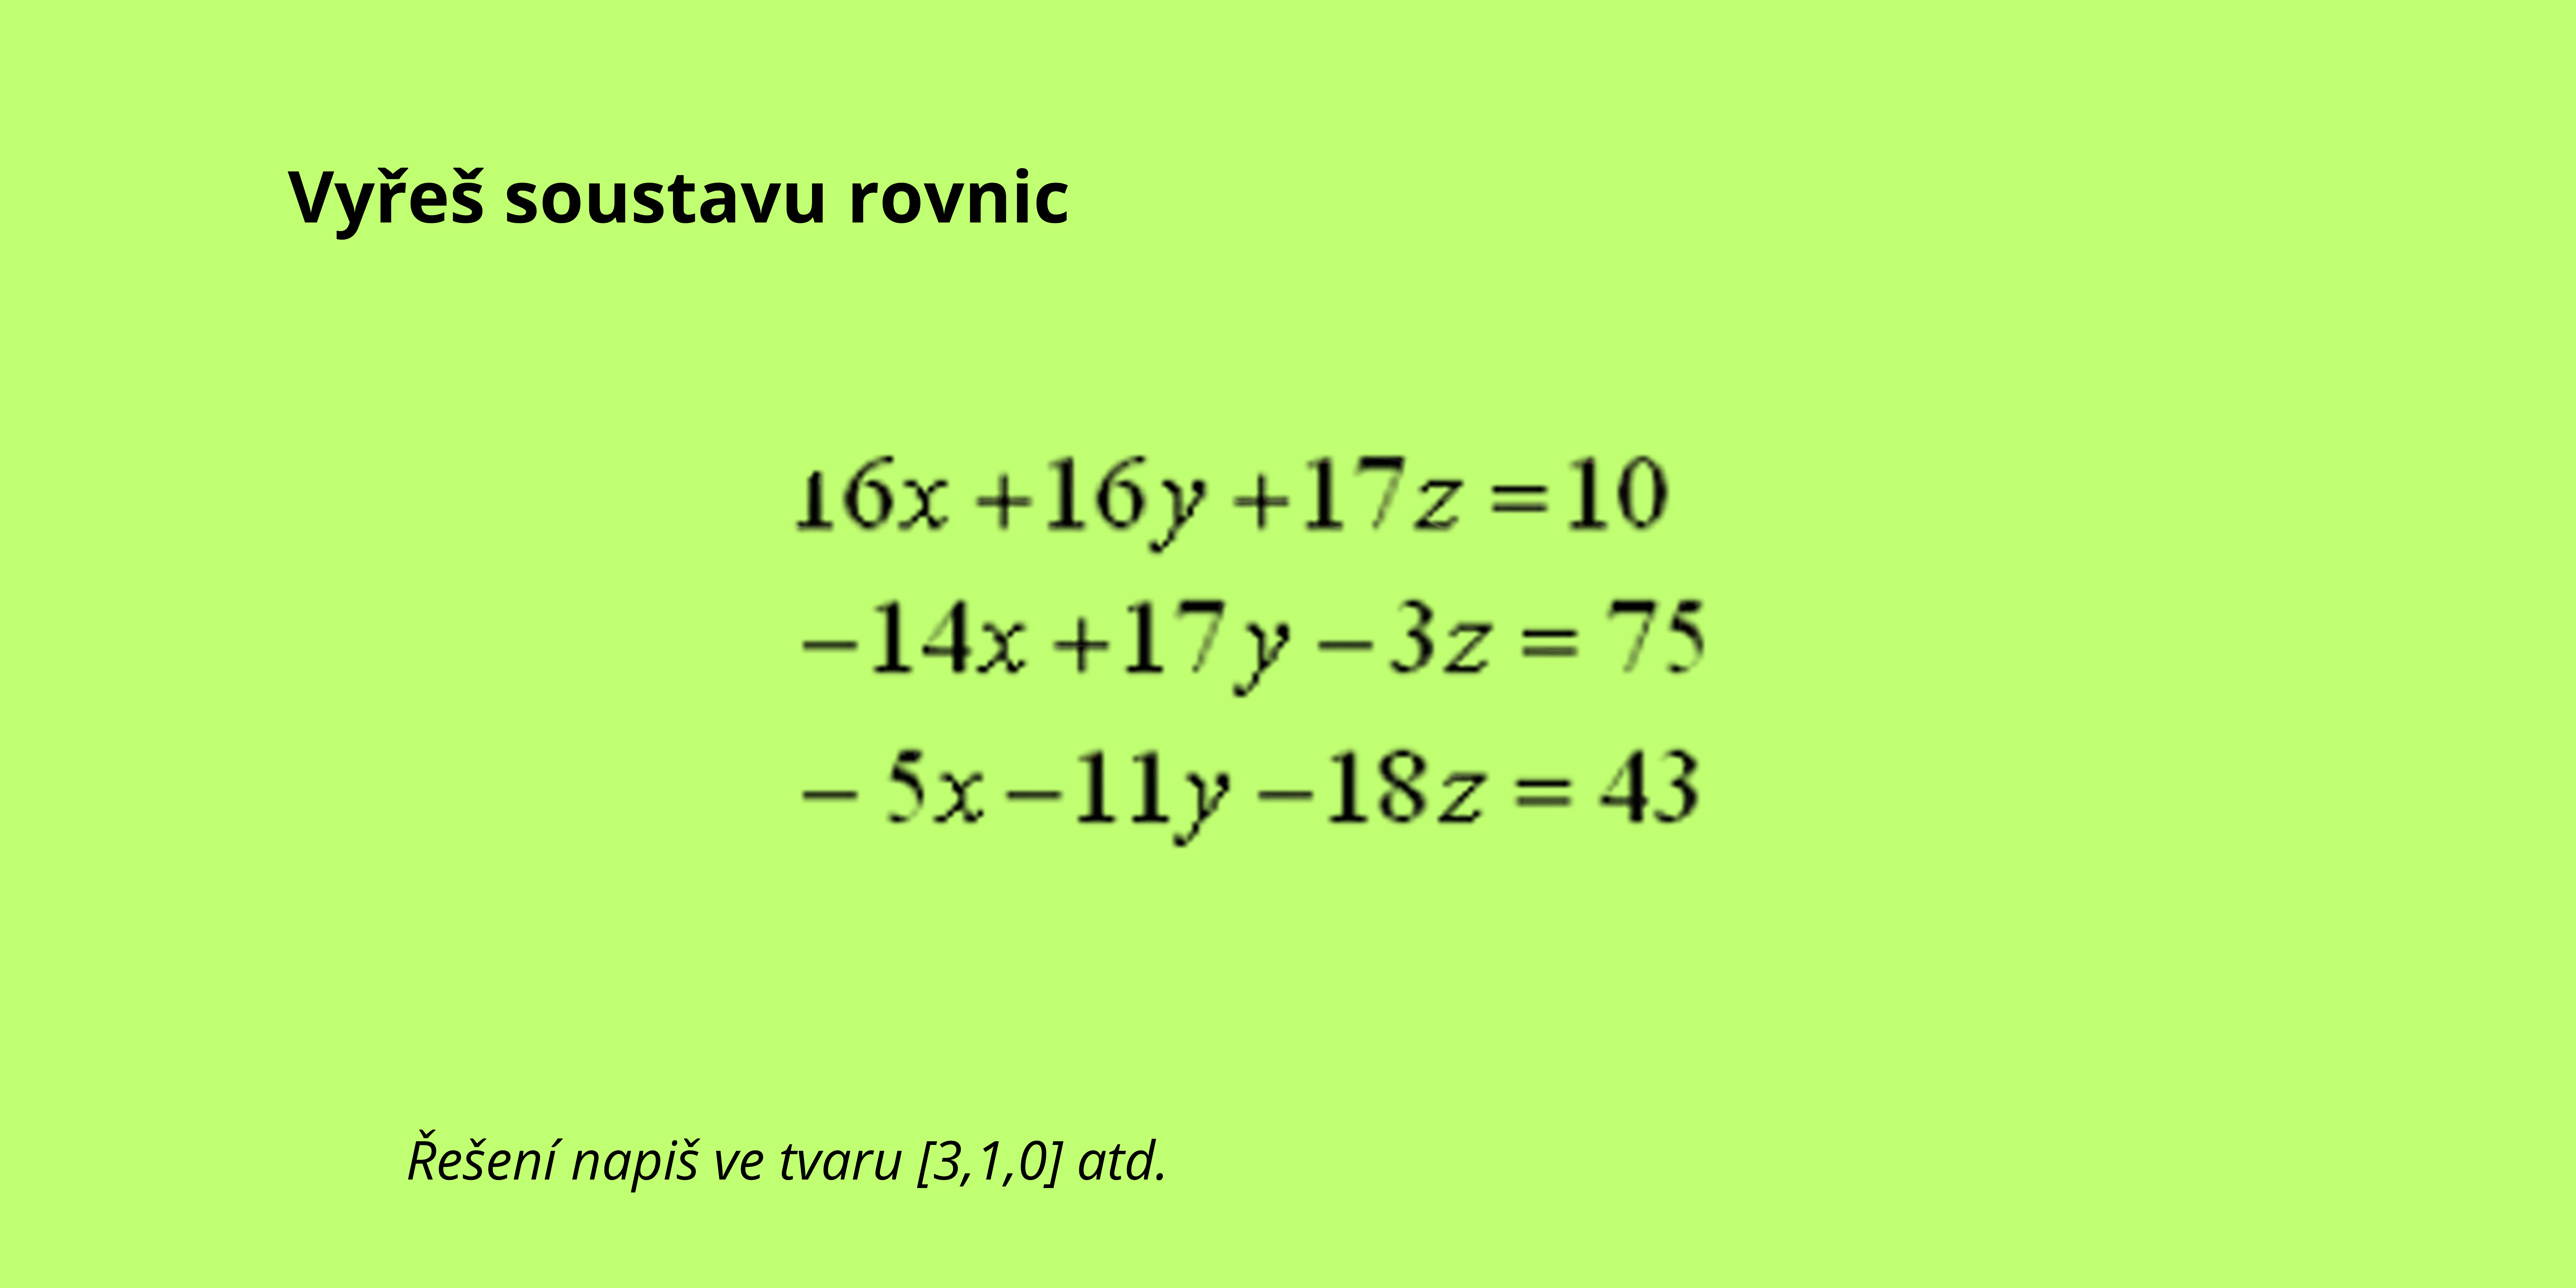 Vyřeš soustavu rovnic
16x + 16y + 17z = 10
−14x + 17y − 3z = 75
− 5x − 11y − 18z = 43
Řešení napiš ve tvaru [3,1,0] atd.